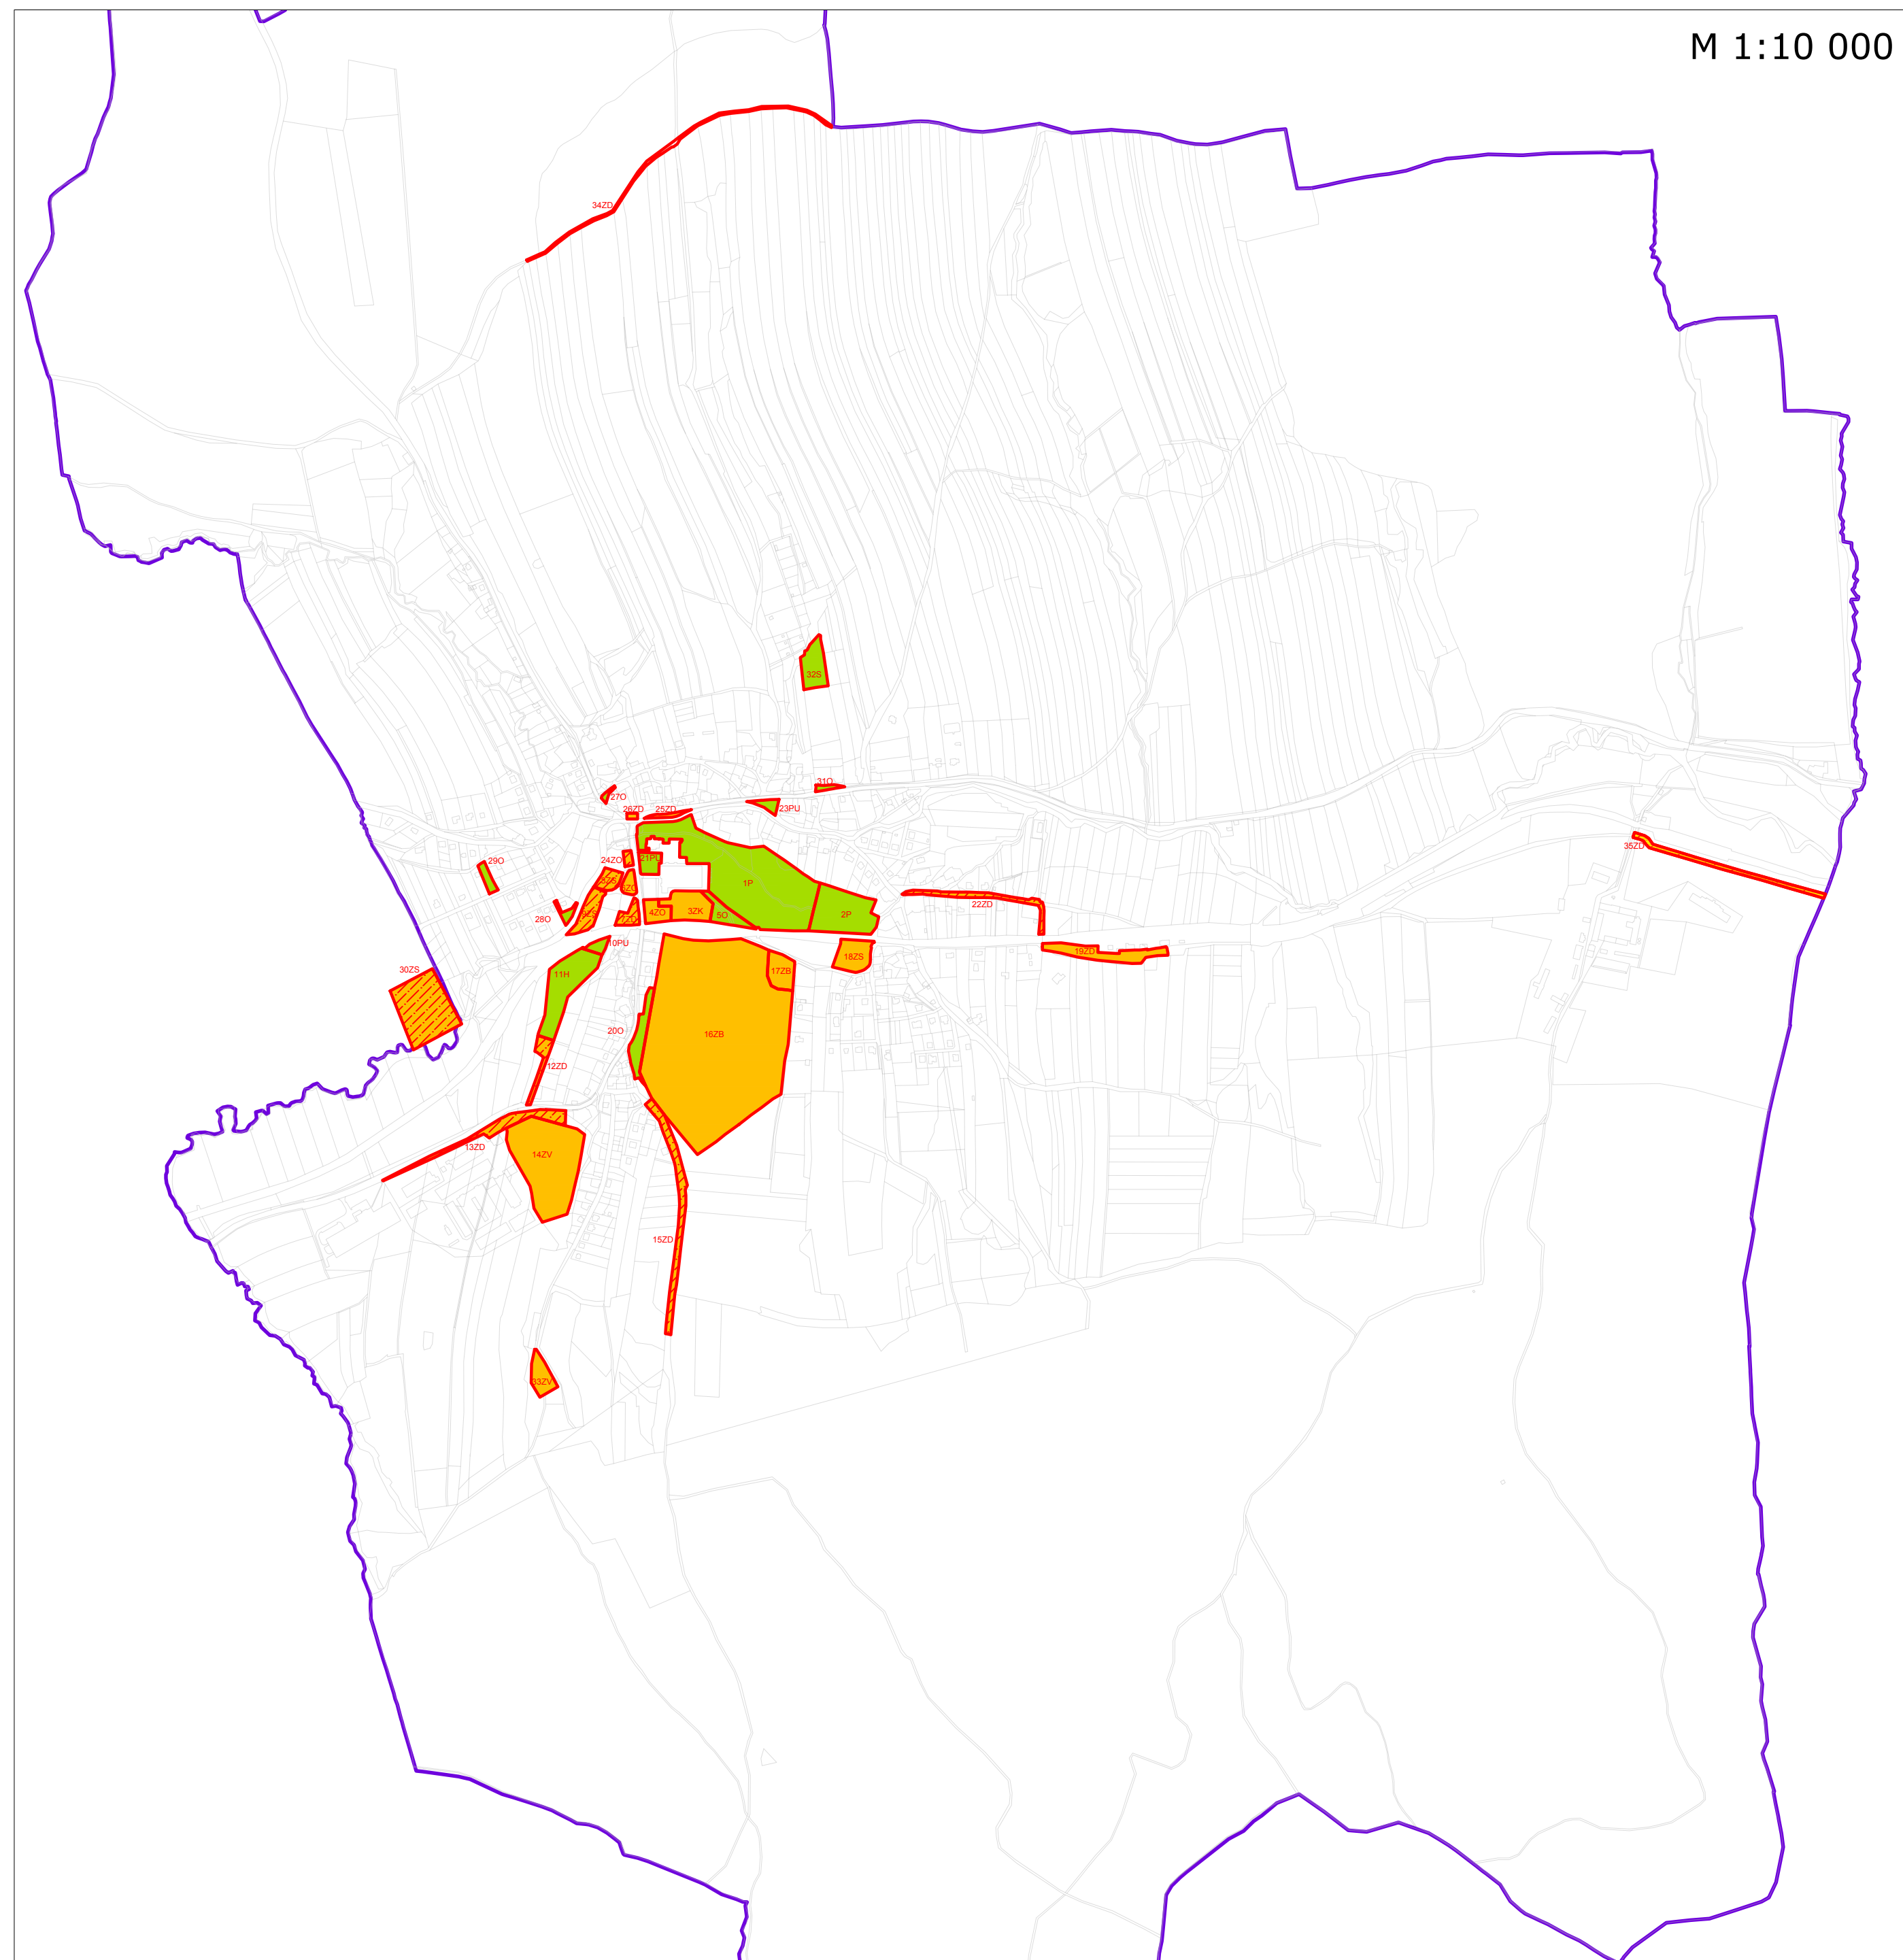 M 1:10 000
34ZD
32S
31O
27O
26ZD
25ZD
23PU
35ZD
24ZO
21PU
29O
1P
22ZD
3ZK
4ZO
5O
2P
28O
10PU
19ZD
18ZS
11H
17ZB
30ZS
20O
16ZB
12ZD
13ZD
14ZV
15ZD
33ZV